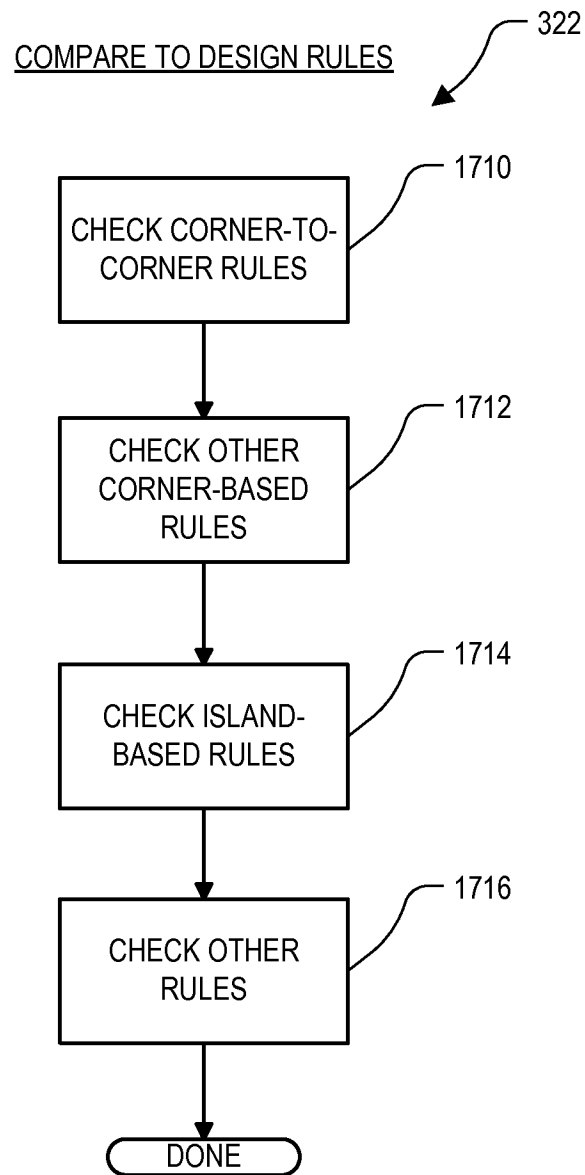 322
COMPARE TO DESIGN RULES
1710
CHECK CORNER-TO-
CORNER RULES
1712
CHECK OTHER
CORNER-BASED
RULES
1714
CHECK ISLAND-
BASED RULES
1716
CHECK OTHER
RULES
DONE